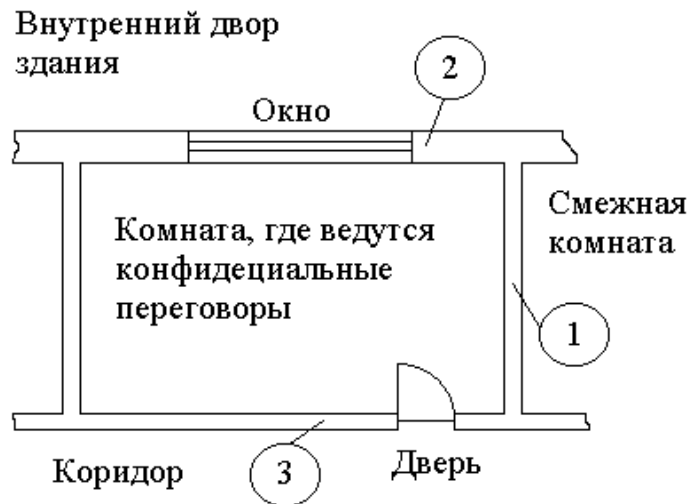 Внутренний двор
здания
2
Окно
Комната, где ведутся
конфидециальные
переговоры
Смежная
комната
1
Коридор
3
Дверь